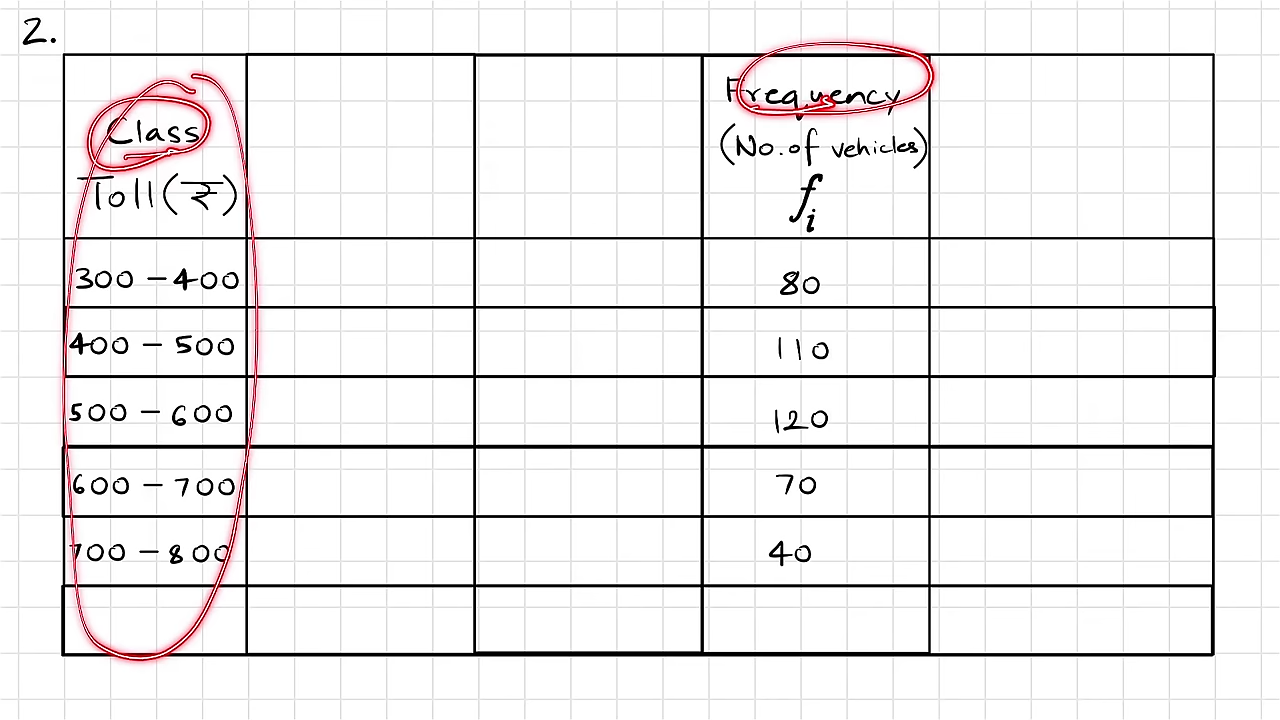 2.
Class
Toll (₹)
Frequency
(No. of vehicles)
fᵢ
300 – 400 80
400 – 500 110
500 – 600 120
600 – 700 70
700 – 800 40